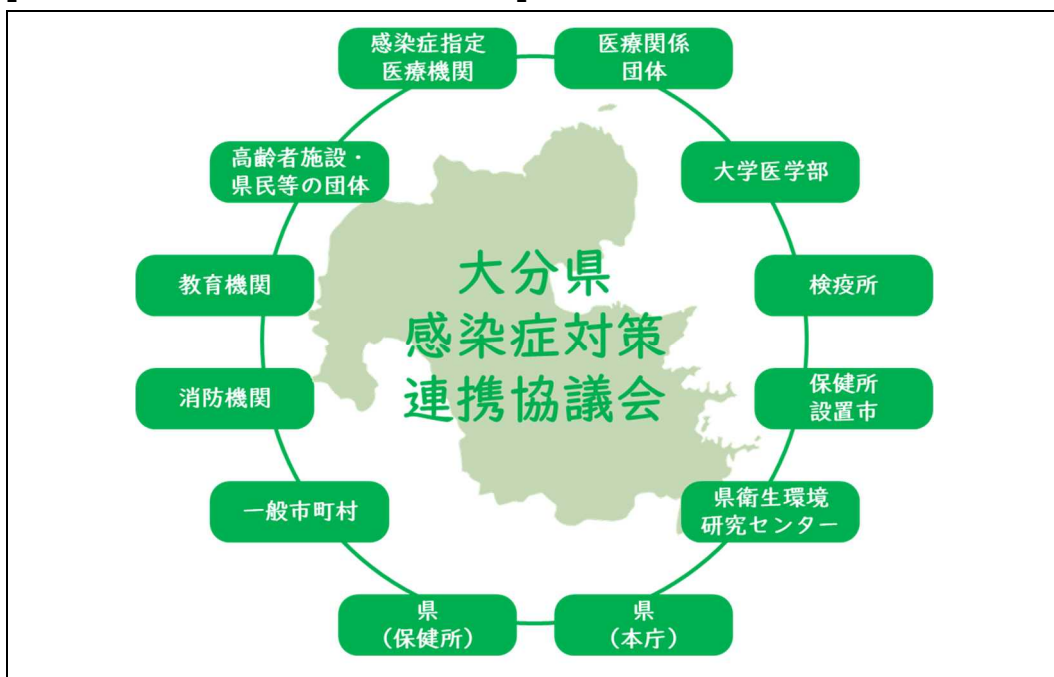 感染症指定
医療機関
医療関係
団体
高齢者施設・
県民等の団体
大学医学部
教育機関
検疫所
大分県
感染症対策
連携協議会
消防機関
保健所
設置市
一般市町村
県衛生環境
研究センター
県
(保健所)
県
(本庁)